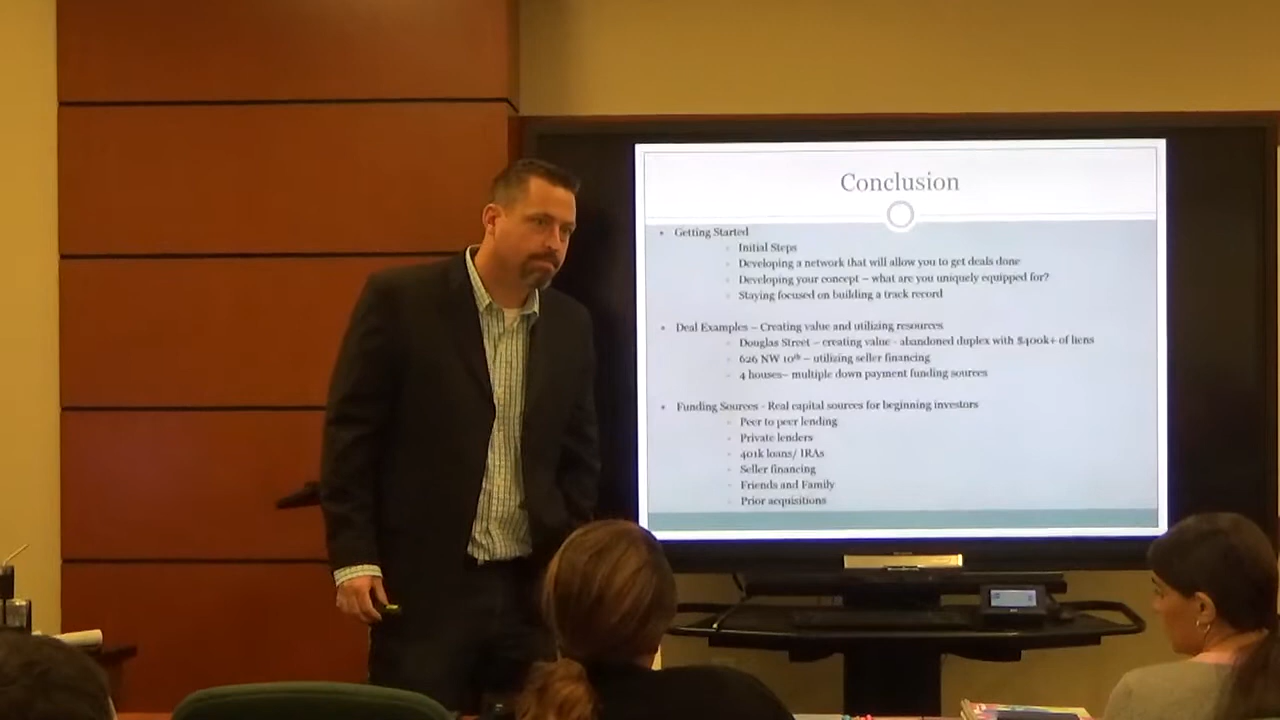 Conclusion
Getting Started
Initial Steps
Developing a network that will allow you to get deals done
Developing your concept – what are you uniquely equipped for?
Staying focused on building a track record
Deal Examples – Creating value and utilizing resources
Douglas Street – creating value - abandoned duplex with $400k+ of liens
626 NW 10th – utilizing seller financing
4 houses– multiple down payment funding sources
Funding Sources - Real capital sources for beginning investors
Peer to peer lending
Private lenders
401k loans/ IRAs
Seller financing
Friends and Family
Prior acquisitions